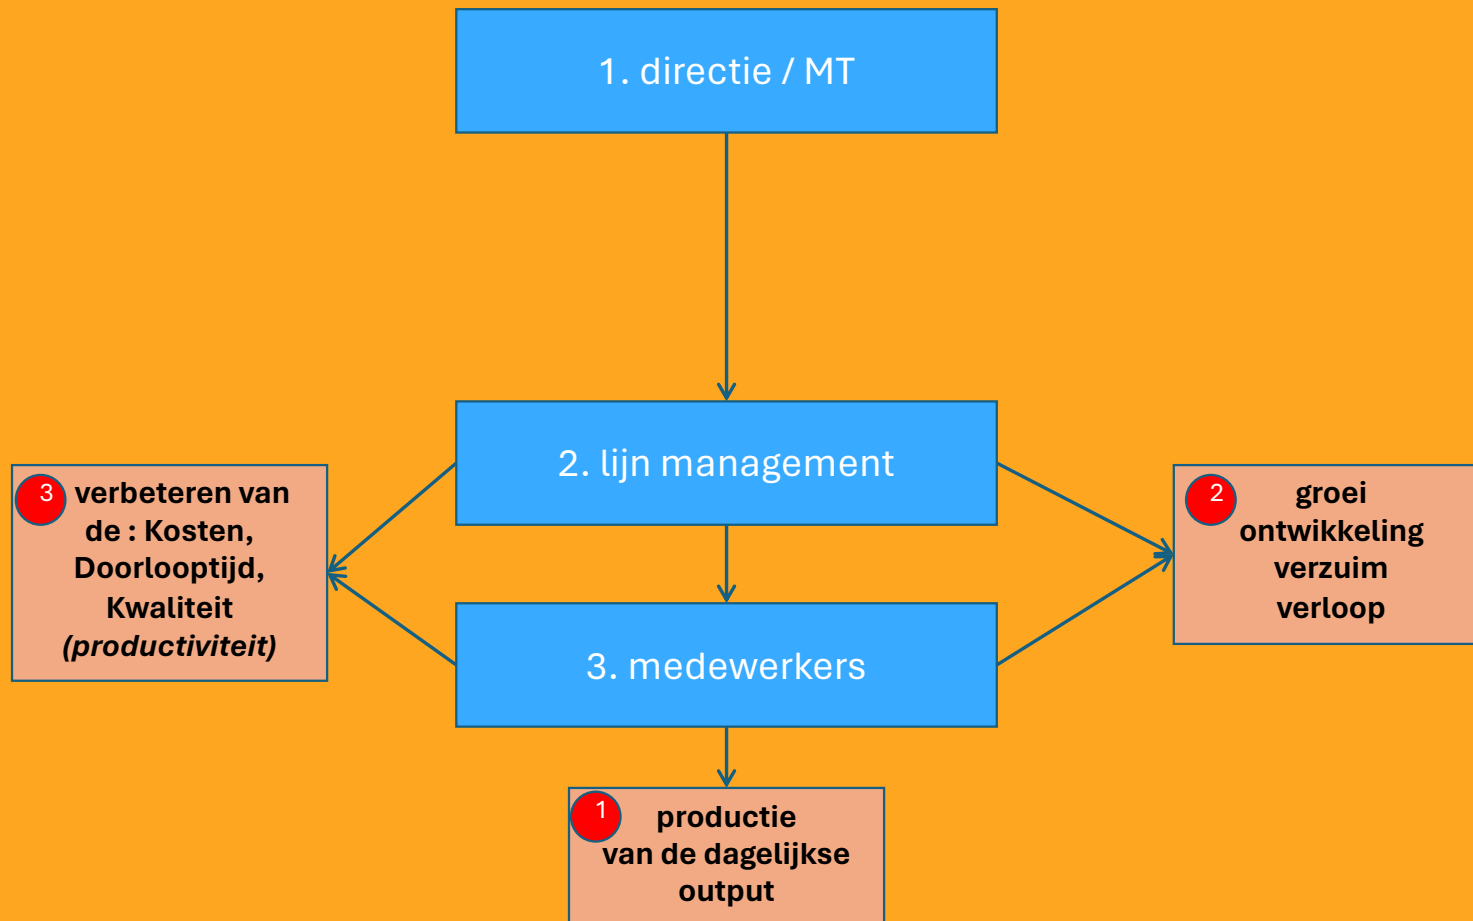 1. directie / MT
2. lijn management
3 verbeteren van
de : Kosten,
Doorlooptijd,
Kwaliteit
(productiviteit)
2 groei
ontwikkeling
verzuim
verloop
3. medewerkers
1 productie
van de dagelijkse
output